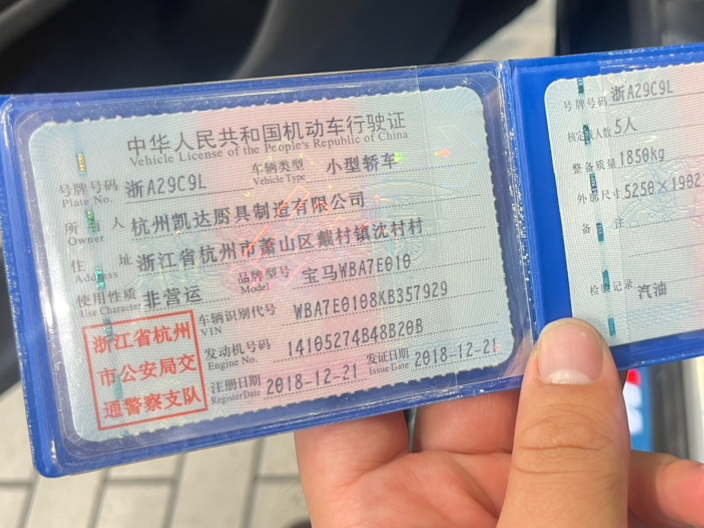 中华人民共和国机动车行驶证
Vehicle License of the People's Republic of China
号牌号码 浙A29C9L 车辆类型 小型轿车
Plate No. Vehicle Type
所有人 杭州凯达厨具制造有限公司
Owner
住址 浙江省杭州市萧山区戴村镇沈村村
Address
使用性质 非营运 品牌型号 宝马WBA7E010
Use Character Model
浙江省杭州
市公安局交
通警察支队
车辆识别代号 WBA7E0108KB357929
VIN
发动机号码 14105274B48B20B
Engine No.
注册日期 2018-12-21 发证日期 2018-12-21
Register Date Issue Date
号牌号码 浙A29C9L
核定载人数 5人
整备质量 1850kg
外廓尺寸 5250×1902
备注
检验记录 汽油